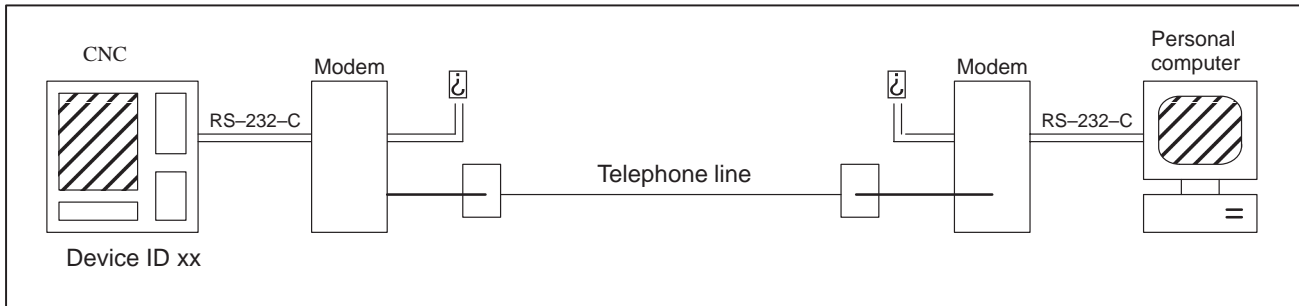 CNC
Modem
RS–232–C
Device ID xx
Telephone line
Modem
RS–232–C
Personal
computer